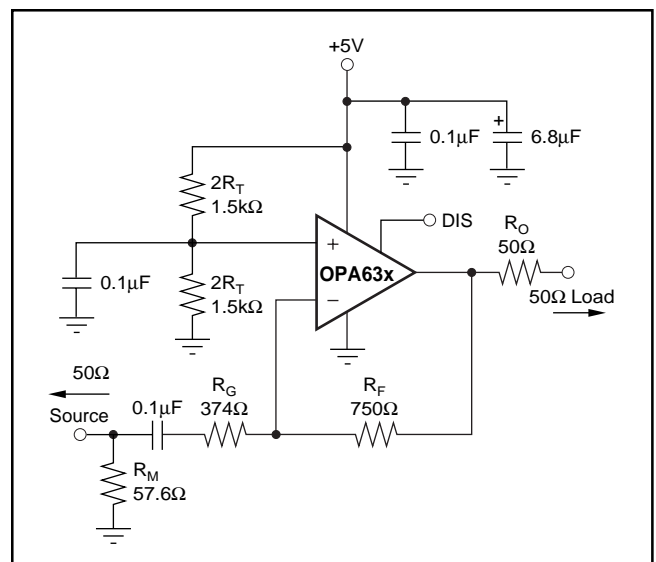 +5V
0.1µF
6.8µF
+
2R_T
1.5kΩ
DIS
R_O
50Ω
+
OPA63x
−
0.1µF
2R_T
1.5kΩ
50Ω Load
50Ω
Source
0.1µF
R_G
374Ω
R_F
750Ω
R_M
57.6Ω